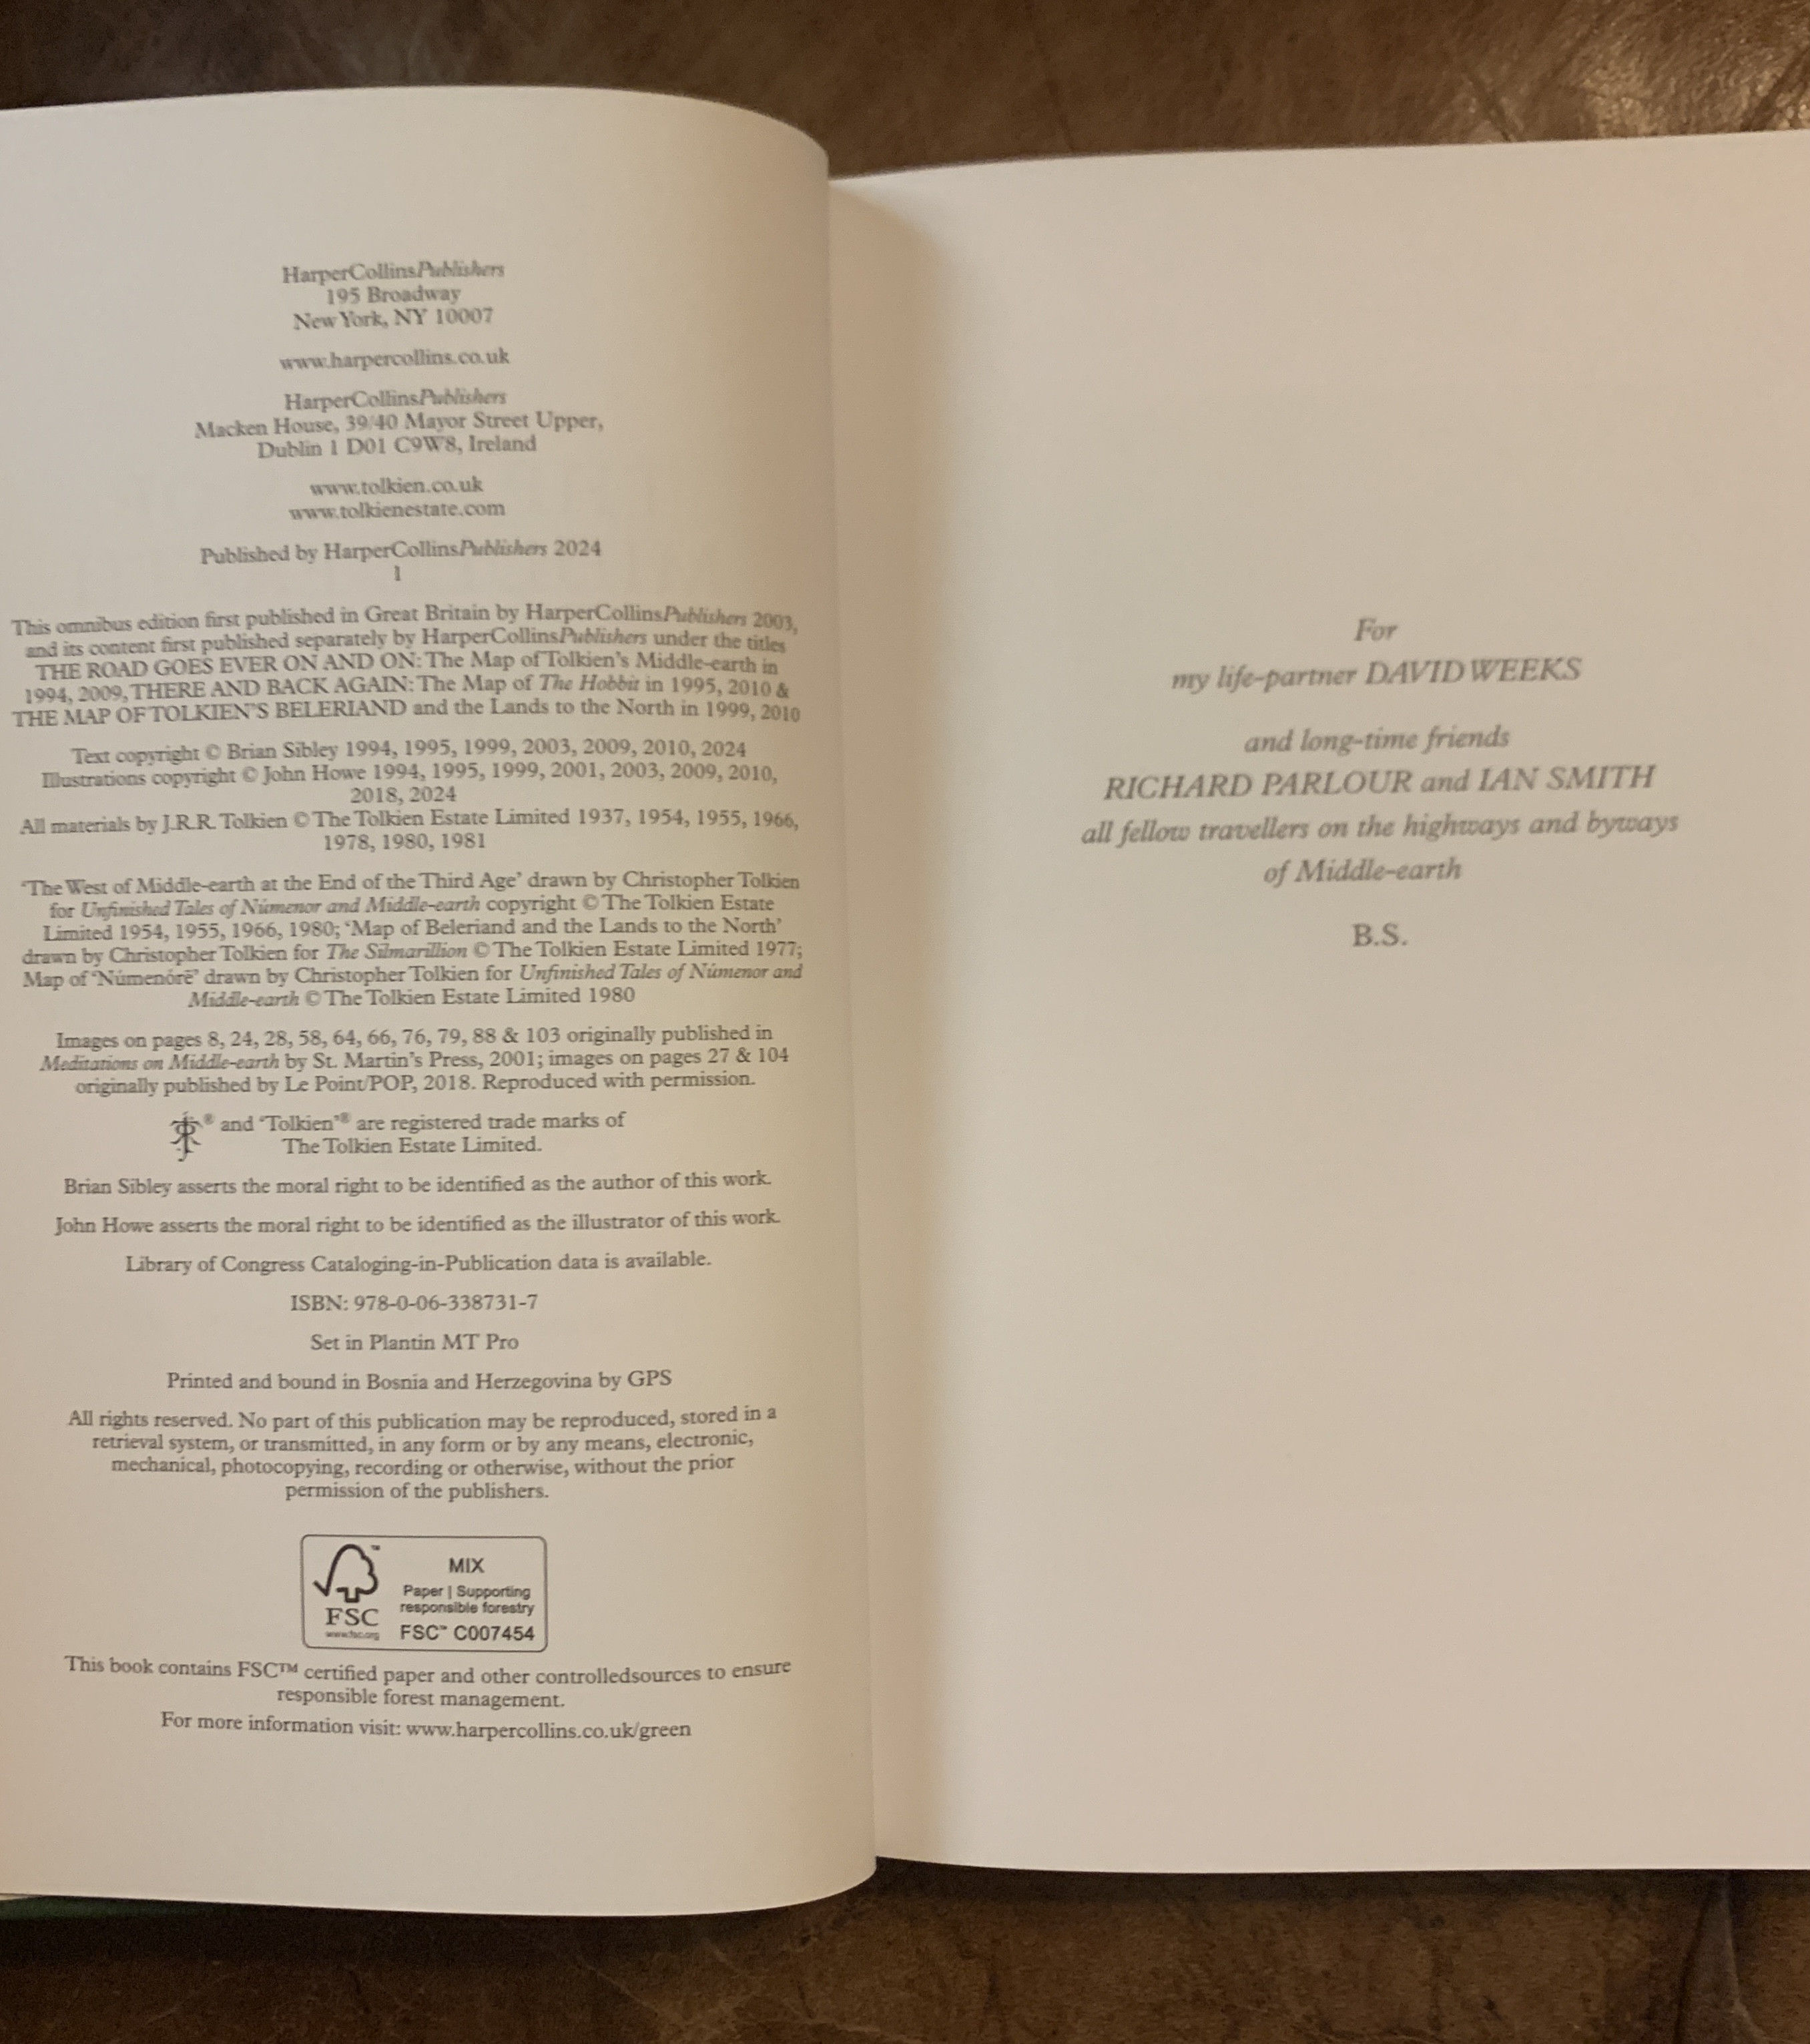 HarperCollinsPublishers
195 Broadway
New York, NY 10007
www.harpercollins.co.uk
HarperCollinsPublishers
Macken House, 39/40 Mayor Street Upper,
Dublin 1 D01 C9W8, Ireland
www.tolkien.co.uk
www.tolkienestate.com
Published by HarperCollinsPublishers 2024
1
This omnibus edition first published in Great Britain by HarperCollinsPublishers 2003,
and its content first published separately by HarperCollinsPublishers under the titles
THE ROAD GOES EVER ON AND ON: The Map of Tolkien's Middle-earth in
1994, 2009, THERE AND BACK AGAIN: The Map of The Hobbit in 1995, 2010 &
THE MAP OF TOLKIEN'S BELERIAND and the Lands to the North in 1999, 2010
Text copyright © Brian Sibley 1994, 1995, 1999, 2003, 2009, 2010, 2024
Illustrations copyright © John Howe 1994, 1995, 1999, 2001, 2003, 2009, 2010,
2018, 2024
All materials by J.R.R. Tolkien © The Tolkien Estate Limited 1937, 1954, 1955, 1966,
1978, 1980, 1981
'The West of Middle-earth at the End of the Third Age' drawn by Christopher Tolkien
for Unfinished Tales of Númenor and Middle-earth copyright © The Tolkien Estate
Limited 1954, 1955, 1966, 1980; 'Map of Beleriand and the Lands to the North'
drawn by Christopher Tolkien for The Silmarillion © The Tolkien Estate Limited 1977;
Map of 'Númenórë' drawn by Christopher Tolkien for Unfinished Tales of Númenor and
Middle-earth © The Tolkien Estate Limited 1980
Images on pages 8, 24, 28, 58, 64, 66, 76, 79, 88 & 103 originally published in
Meditations on Middle-earth by St. Martin's Press, 2001; images on pages 27 & 104
originally published by Le Point/POP, 2018. Reproduced with permission.
® and 'Tolkien'® are registered trade marks of
The Tolkien Estate Limited.
Brian Sibley asserts the moral right to be identified as the author of this work.
John Howe asserts the moral right to be identified as the illustrator of this work.
Library of Congress Cataloging-in-Publication data is available.
ISBN: 978-0-06-338731-7
Set in Plantin MT Pro
Printed and bound in Bosnia and Herzegovina by GPS
All rights reserved. No part of this publication may be reproduced, stored in a
retrieval system, or transmitted, in any form or by any means, electronic,
mechanical, photocopying, recording or otherwise, without the prior
permission of the publishers.
™
FSC
www.fsc.org
MIX
Paper | Supporting
responsible forestry
FSC™ C007454
This book contains FSC™ certified paper and other controlledsources to ensure
responsible forest management.
For more information visit: www.harpercollins.co.uk/green
For
my life-partner DAVID WEEKS
and long-time friends
RICHARD PARLOUR and IAN SMITH
all fellow travellers on the highways and byways
of Middle-earth
B.S.